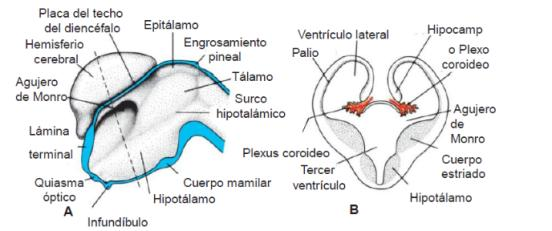 Placa del techo
del diencéfalo
Hemisferio
cerebral
Agujero
de Monro
Lámina
terminal
Quiasma
óptico
A
Infundíbulo
Epitálamo
Engrosamiento
pineal
Tálamo
Surco
hipotalámico
Cuerpo mamilar
Hipotálamo
Ventrículo lateral
Palio
Hipocamp
o Plexo
coroideo
Agujero
de
Monro
Plexus coroideo
Tercer
ventrículo
Cuerpo
estriado
Hipotálamo
B